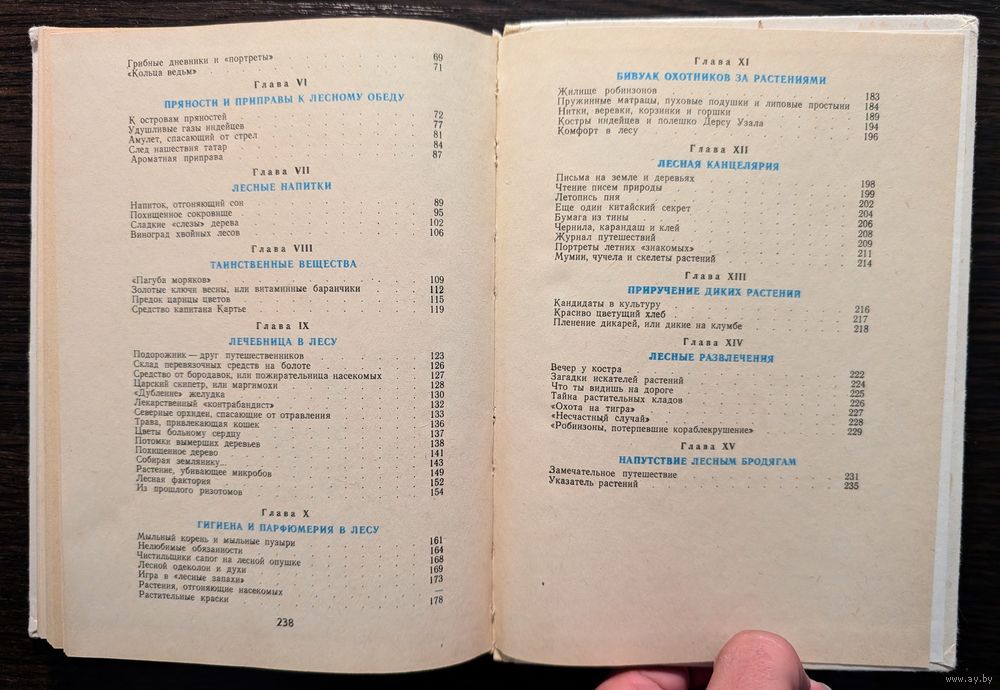 Грибные дневники и «портреты» 69
«Кольца ведьм» 71
Глава VI
ПРЯНОСТИ И ПРИПРАВЫ К ЛЕСНОМУ ОБЕДУ
К островам пряностей 72
Удушливые газы индейцев 77
Амулет, спасающий от стрел 81
След нашествия татар 84
Ароматная приправа 87
Глава VII
ЛЕСНЫЕ НАПИТКИ
Напиток, отгоняющий сон 89
Похищенное сокровище 95
Сладкие «слезы» дерева 102
Виноград хвойных лесов 106
Глава VIII
ТАИНСТВЕННЫЕ ВЕЩЕСТВА
«Пагуба моряков» 109
Золотые ключи весны, или витаминные баранчики 112
Предок царицы цветов 115
Средство капитана Картье 119
Глава IX
ЛЕЧЕБНИЦА В ЛЕСУ
Подорожник — друг путешественников 123
Склад перевязочных средств на болоте 126
Средство от бородавок, или пожирательница насекомых 127
Царский скипетр, или маргимохи 128
«Дубление» желудка 130
Лекарственный «контрабандист» 132
Северные орхидеи, спасающие от отравления 133
Трава, привлекающая кошек 136
Цветы больному сердцу 137
Потомки вымерших деревьев 138
Похищенное дерево 141
Собирая землянику... 143
Растение, убивающее микробов 149
Лесная фактория 152
Из прошлого ризотомов 154
Глава X
ГИГИЕНА И ПАРФЮМЕРИЯ В ЛЕСУ
Мыльный корень и мыльные пузыри 161
Нелюбимые обязанности 164
Чистильщики сапог на лесной опушке 168
Лесной одеколон и духи 169
Игра в «лесные запахи» 173
Растения, отгоняющие насекомых —
Растительные краски 178
238
Глава XI
БИВУАК ОХОТНИКОВ ЗА РАСТЕНИЯМИ
Жилище робинзонов 183
Пружинные матрацы, пуховые подушки и липовые простыни 184
Нитки, веревки, корзинки и горшки 189
Костры индейцев и полешко Дерсу Узала 194
Комфорт в лесу 196
Глава XII
ЛЕСНАЯ КАНЦЕЛЯРИЯ
Письма на земле и деревьях 198
Чтение писем природы 199
Летопись пня 202
Еще один китайский секрет 204
Бумага из тины 206
Чернила, карандаш и клей 208
Журнал путешествий 209
Портреты летних «знакомых» 211
Мумии, чучела и скелеты растений 214
Глава XIII
ПРИРУЧЕНИЕ ДИКИХ РАСТЕНИЙ
Кандидаты в культуру 216
Красиво цветущий хлеб 217
Пленение дикарей, или дикие на клумбе 218
Глава XIV
ЛЕСНЫЕ РАЗВЛЕЧЕНИЯ
Вечер у костра 222
Загадки искателей растений 224
Что ты видишь на дороге 225
Тайна растительных кладов 226
«Охота на тигра» 227
«Несчастный случай» 228
«Робинзоны, потерпевшие кораблекрушение» 229
Глава XV
НАПУТСТВИЕ ЛЕСНЫМ БРОДЯГАМ
Замечательное путешествие 231
Указатель растений 235
www.ay.by